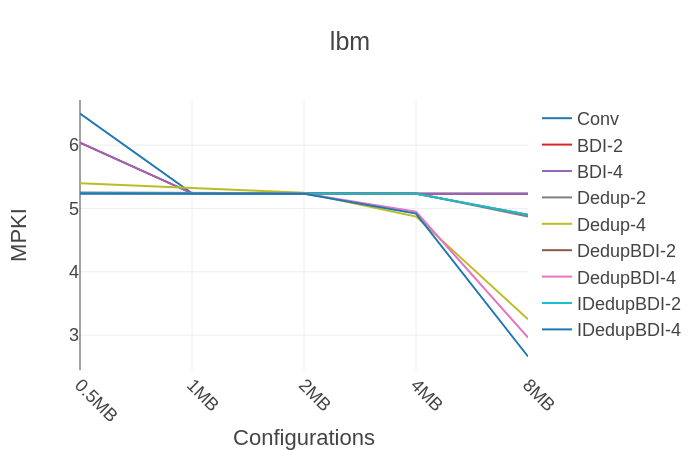 lbm
MPKI
6
5
4
3
0.5MB
1MB
2MB
4MB
8MB
Configurations
Conv
BDI-2
BDI-4
Dedup-2
Dedup-4
DedupBDI-2
DedupBDI-4
IDedupBDI-2
IDedupBDI-4